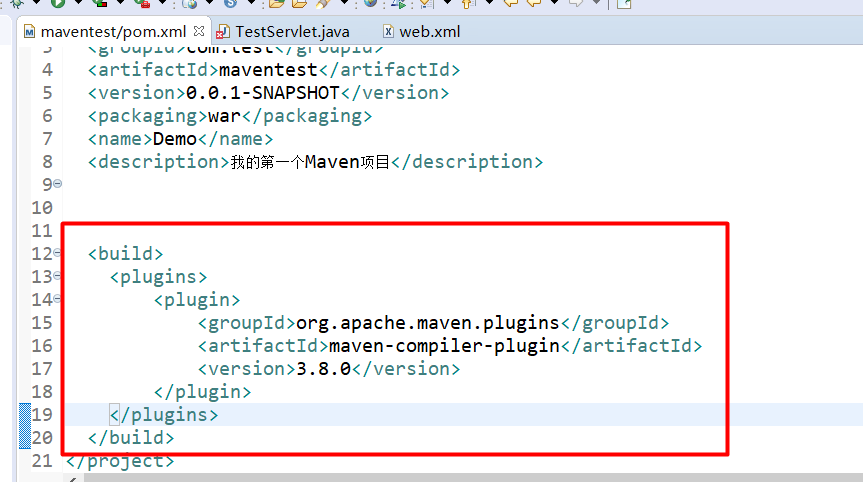 maventest/pom.xml TestServlet.java web.xml
3 <groupId>com.test</groupId>
4 <artifactId>maventest</artifactId>
5 <version>0.0.1-SNAPSHOT</version>
6 <packaging>war</packaging>
7 <name>Demo</name>
8 <description>我的第一个Maven项目</description>
9
10
11
12 <build>
13 <plugins>
14 <plugin>
15 <groupId>org.apache.maven.plugins</groupId>
16 <artifactId>maven-compiler-plugin</artifactId>
17 <version>3.8.0</version>
18 </plugin>
19 </plugins>
20 </build>
21 </project>